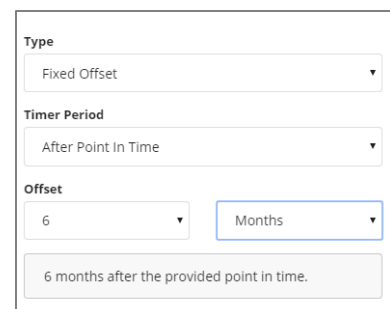 Type
Fixed Offset
Timer Period
After Point In Time
Offset
6 Months
6 months after the provided point in time.